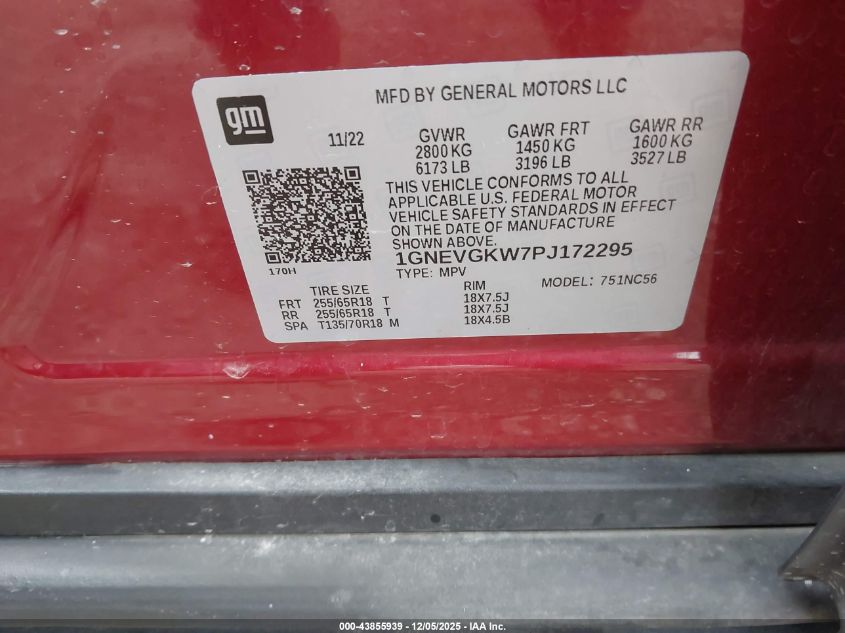 gm
MFD BY GENERAL MOTORS LLC
11/22 GVWR GAWR FRT GAWR RR
2800 KG 1450 KG 1600 KG
6173 LB 3196 LB 3527 LB
THIS VEHICLE CONFORMS TO ALL
APPLICABLE U.S. FEDERAL MOTOR
VEHICLE SAFETY STANDARDS IN EFFECT
ON THE DATE OF MANUFACTURE
SHOWN ABOVE.
1GNEVGKW7PJ172295
170H TYPE: MPV MODEL: 751NC56
TIRE SIZE RIM
FRT 255/65R18 T 18X7.5J
RR 255/65R18 T 18X7.5J
SPA T135/70R18 M 18X4.5B
000-43855939 - 12/05/2025 - IAA Inc.